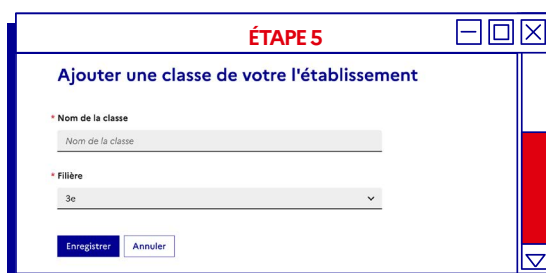 ÉTAPE 5
Ajouter une classe de votre l'établissement
* Nom de la classe
Nom de la classe
* Filière
3e
Enregistrer Annuler